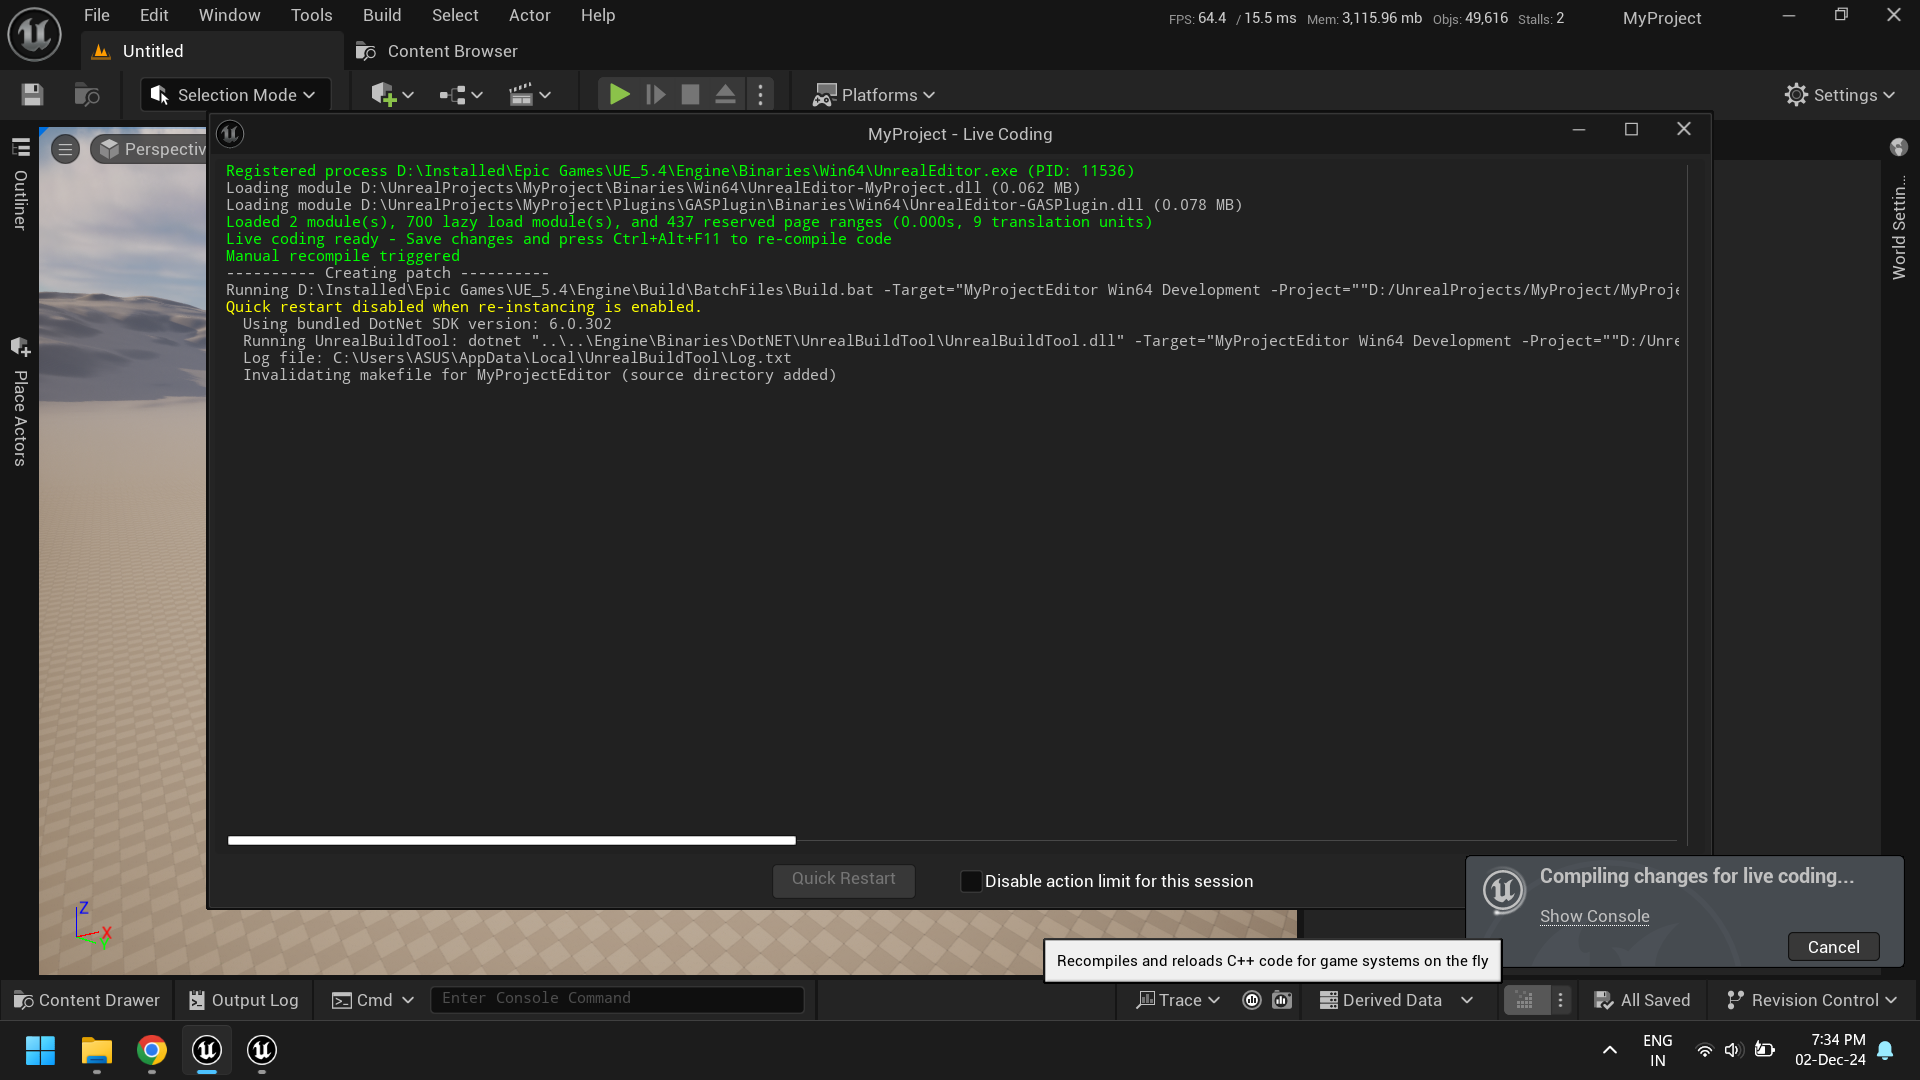 File Edit Window Tools Build Select Actor Help
FPS: 64.4 / 15.5 ms Mem: 3,115.96 mb Objs: 49,616 Stalls: 2 MyProject
Untitled
Content Browser
Selection Mode
Platforms
Settings
Perspectiv
Outliner
Place Actors
World Settin...
MyProject - Live Coding
Registered process D:\Installed\Epic Games\UE_5.4\Engine\Binaries\Win64\UnrealEditor.exe (PID: 11536)
Loading module D:\UnrealProjects\MyProject\Binaries\Win64\UnrealEditor-MyProject.dll (0.062 MB)
Loading module D:\UnrealProjects\MyProject\Plugins\GASPlugin\Binaries\Win64\UnrealEditor-GASPlugin.dll (0.078 MB)
Loaded 2 module(s), 700 lazy load module(s), and 437 reserved page ranges (0.000s, 9 translation units)
Live coding ready - Save changes and press Ctrl+Alt+F11 to re-compile code
Manual recompile triggered
---------- Creating patch ----------
Running D:\Installed\Epic Games\UE_5.4\Engine\Build\BatchFiles\Build.bat -Target="MyProjectEditor Win64 Development -Project=""D:/UnrealProjects/MyProject/MyProje
Quick restart disabled when re-instancing is enabled.
Using bundled DotNet SDK version: 6.0.302
Running UnrealBuildTool: dotnet "..\..\Engine\Binaries\DotNET\UnrealBuildTool\UnrealBuildTool.dll" -Target="MyProjectEditor Win64 Development -Project=""D:/Unre
Log file: C:\Users\ASUS\AppData\Local\UnrealBuildTool\Log.txt
Invalidating makefile for MyProjectEditor (source directory added)
Quick Restart
Disable action limit for this session
Compiling changes for live coding...
Show Console
Cancel
Z
X
Y
Recompiles and reloads C++ code for game systems on the fly
Content Drawer
Output Log
Cmd
Enter Console Command
Trace
Derived Data
All Saved
Revision Control
ENG
IN
7:34 PM
02-Dec-24